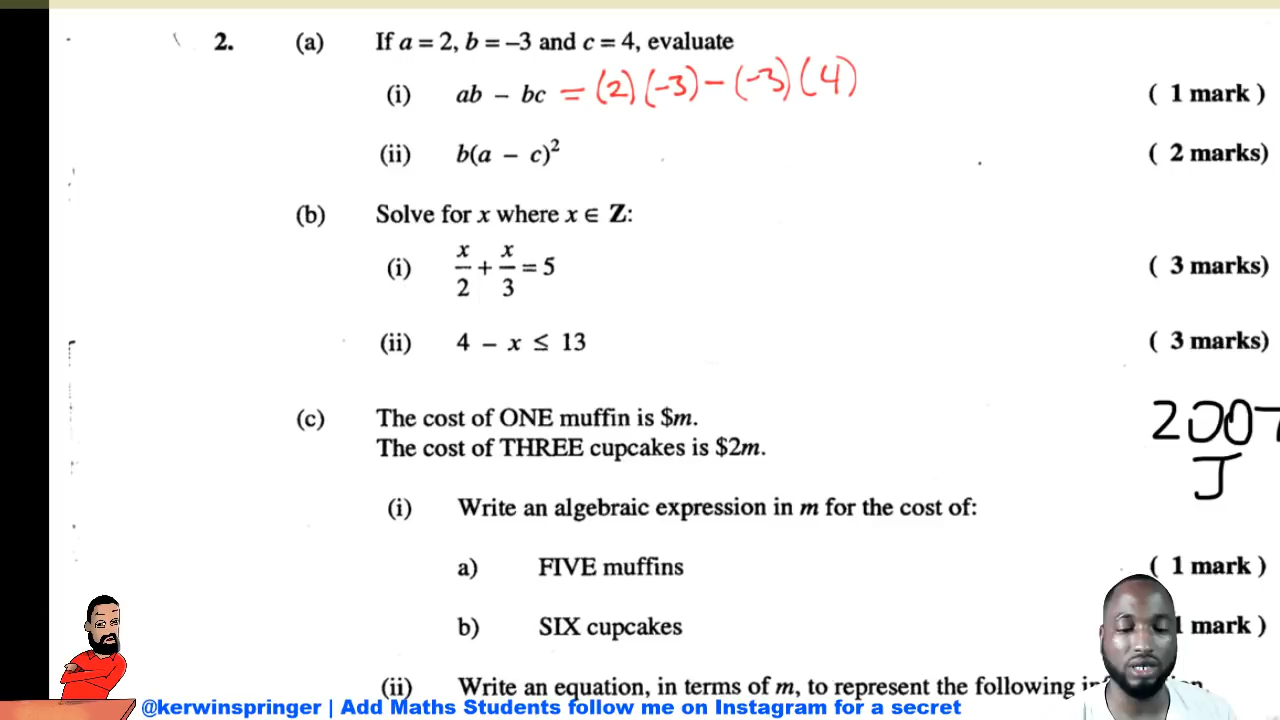 2. (a) If a = 2, b = –3 and c = 4, evaluate
(i) ab – bc = (2)(-3) - (-3)(4) ( 1 mark )
(ii) b(a – c)² ( 2 marks)
(b) Solve for x where x ∈ Z:
(i) x/2 + x/3 = 5 ( 3 marks)
(ii) 4 – x ≤ 13 ( 3 marks)
(c) The cost of ONE muffin is $m.
2007
The cost of THREE cupcakes is $2m.
J
(i) Write an algebraic expression in m for the cost of:
a) FIVE muffins ( 1 mark )
b) SIX cupcakes 1 mark )
(ii) Write an equation, in terms of m, to represent the following
@kerwinspringer | Add Maths Students follow me on Instagram for a secret